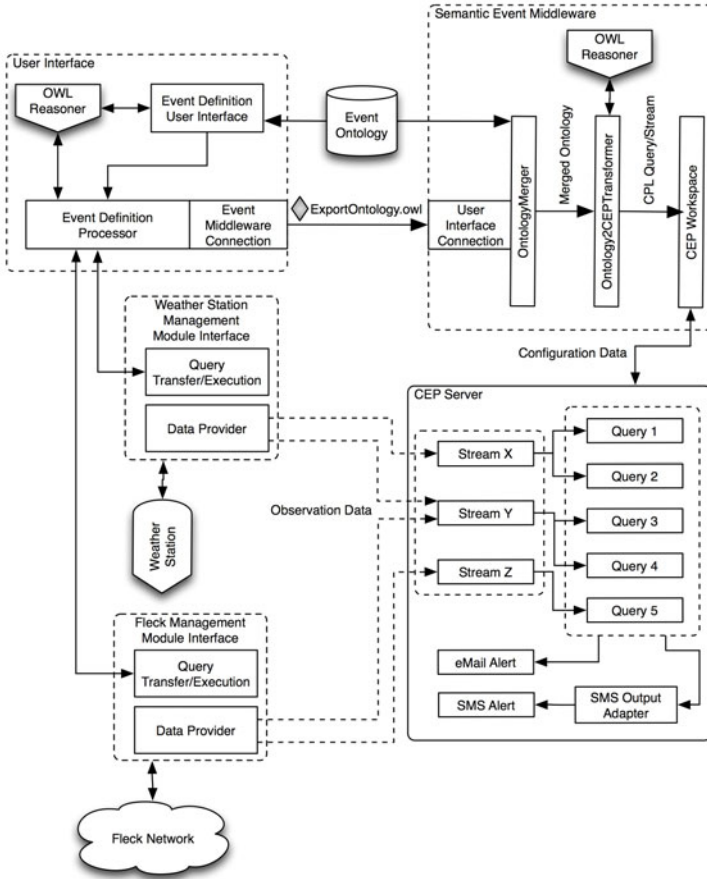 Semantic Event Middleware
OWL
Reasoner
User Interface
OWL
Reasoner
Event Definition
User Interface
Event
Ontology
OntologyMerger
Merged Ontology
Ontology2CEPTransformer
CPL Query/Stream
CEP Workspace
Event Definition
Processor
Event
Middleware
Connection
ExportOntology.owl
User
Interface
Connection
Weather Station
Management
Module Interface
Query
Transfer/Execution
Data Provider
Weather
Station
Configuration Data
CEP Server
Stream X
Stream Y
Stream Z
Query 1
Query 2
Query 3
Query 4
Query 5
Observation Data
Fleck Management
Module Interface
Query
Transfer/Execution
Data Provider
eMail Alert
SMS Alert
SMS Output
Adapter
Fleck Network